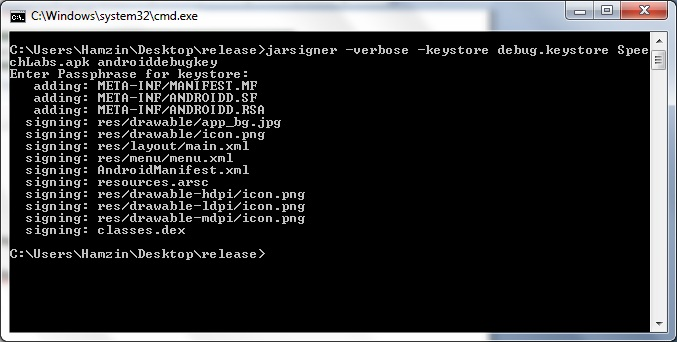 C:\Windows\system32\cmd.exe
C:\Users\Hamzin\Desktop\release>jarsigner -verbose -keystore debug.keystore Spee
chLabs.apk androiddebugkey
Enter Passphrase for keystore:
   adding: META-INF/MANIFEST.MF
   adding: META-INF/ANDROIDD.SF
   adding: META-INF/ANDROIDD.RSA
  signing: res/drawable/app_bg.jpg
  signing: res/drawable/icon.png
  signing: res/layout/main.xml
  signing: res/menu/menu.xml
  signing: AndroidManifest.xml
  signing: resources.arsc
  signing: res/drawable-hdpi/icon.png
  signing: res/drawable-ldpi/icon.png
  signing: res/drawable-mdpi/icon.png
  signing: classes.dex
C:\Users\Hamzin\Desktop\release>